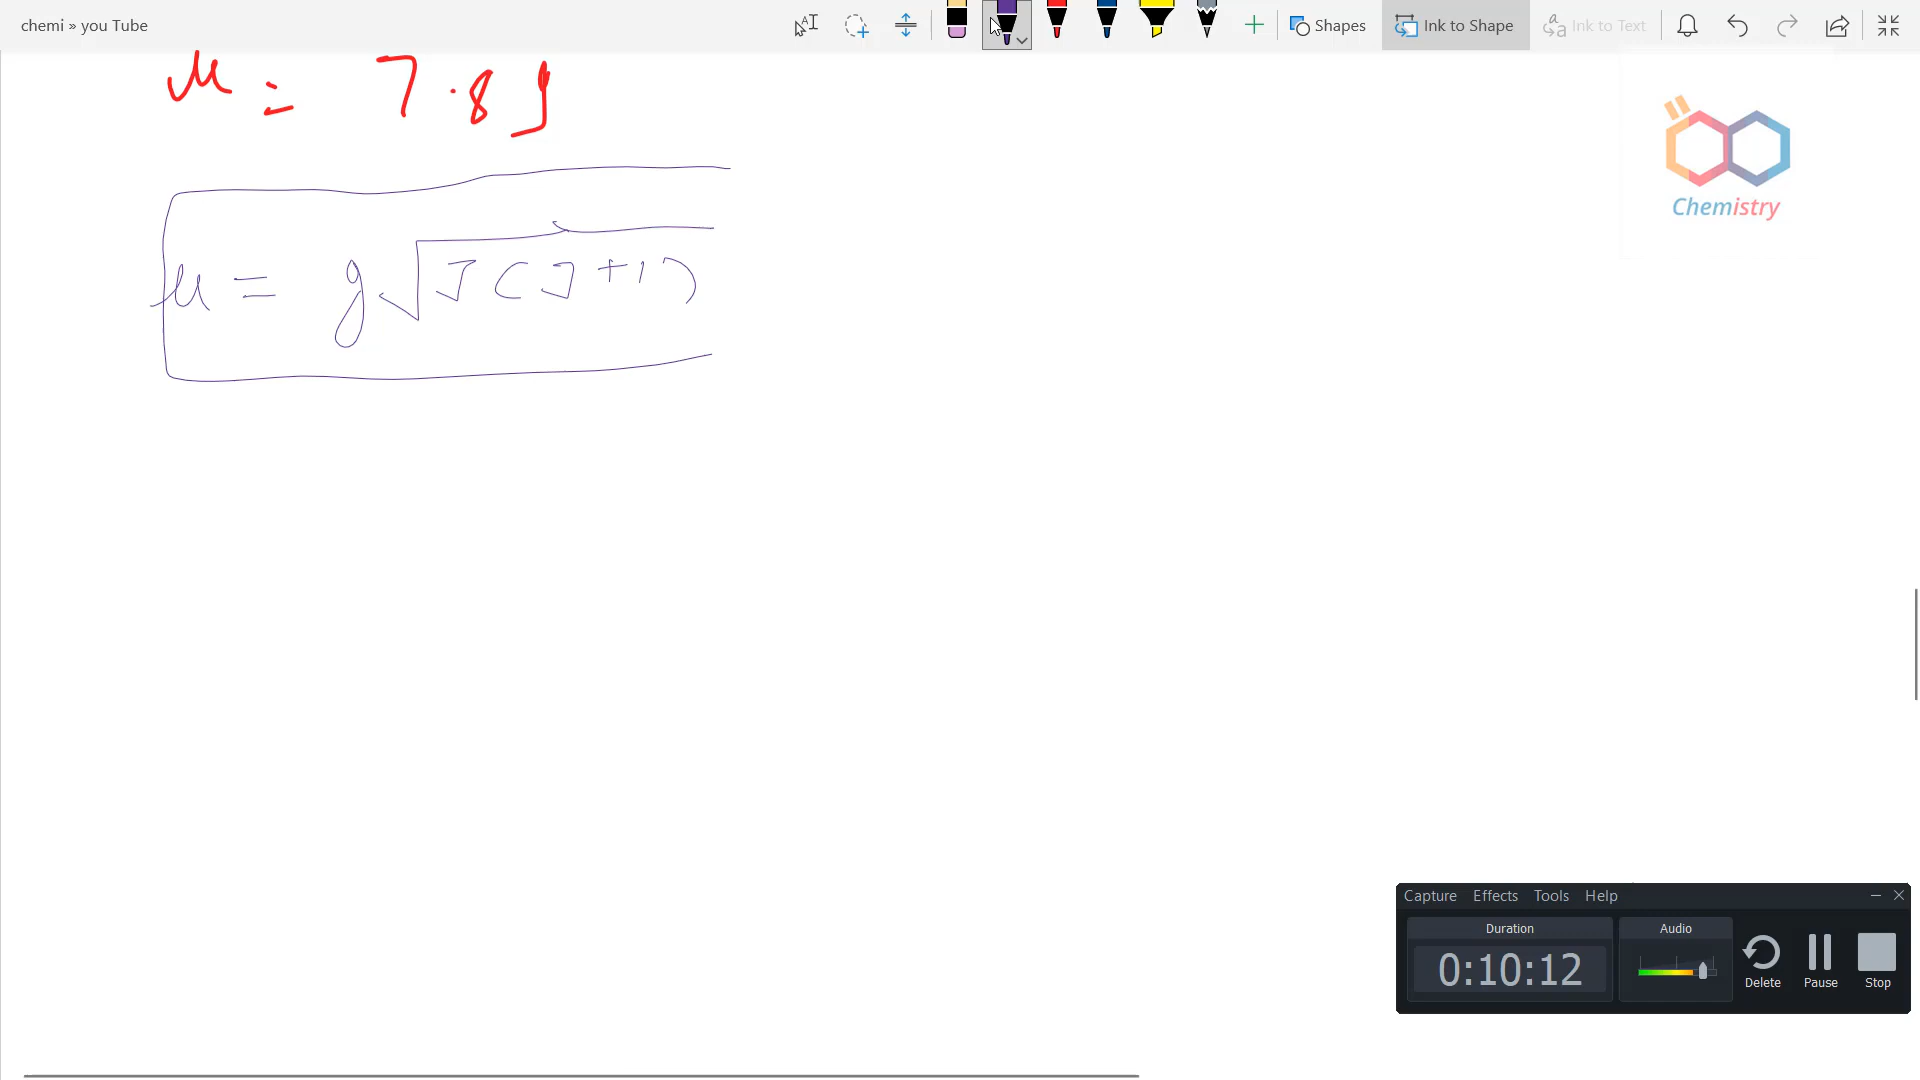 chemi » you Tube
Shapes
Ink to Shape
Ink to Text
μ = 7.8
Chemistry
μ = g√J(J+1)
Capture Effects Tools Help
Duration
Audio
0:10:12
Delete
Pause
Stop